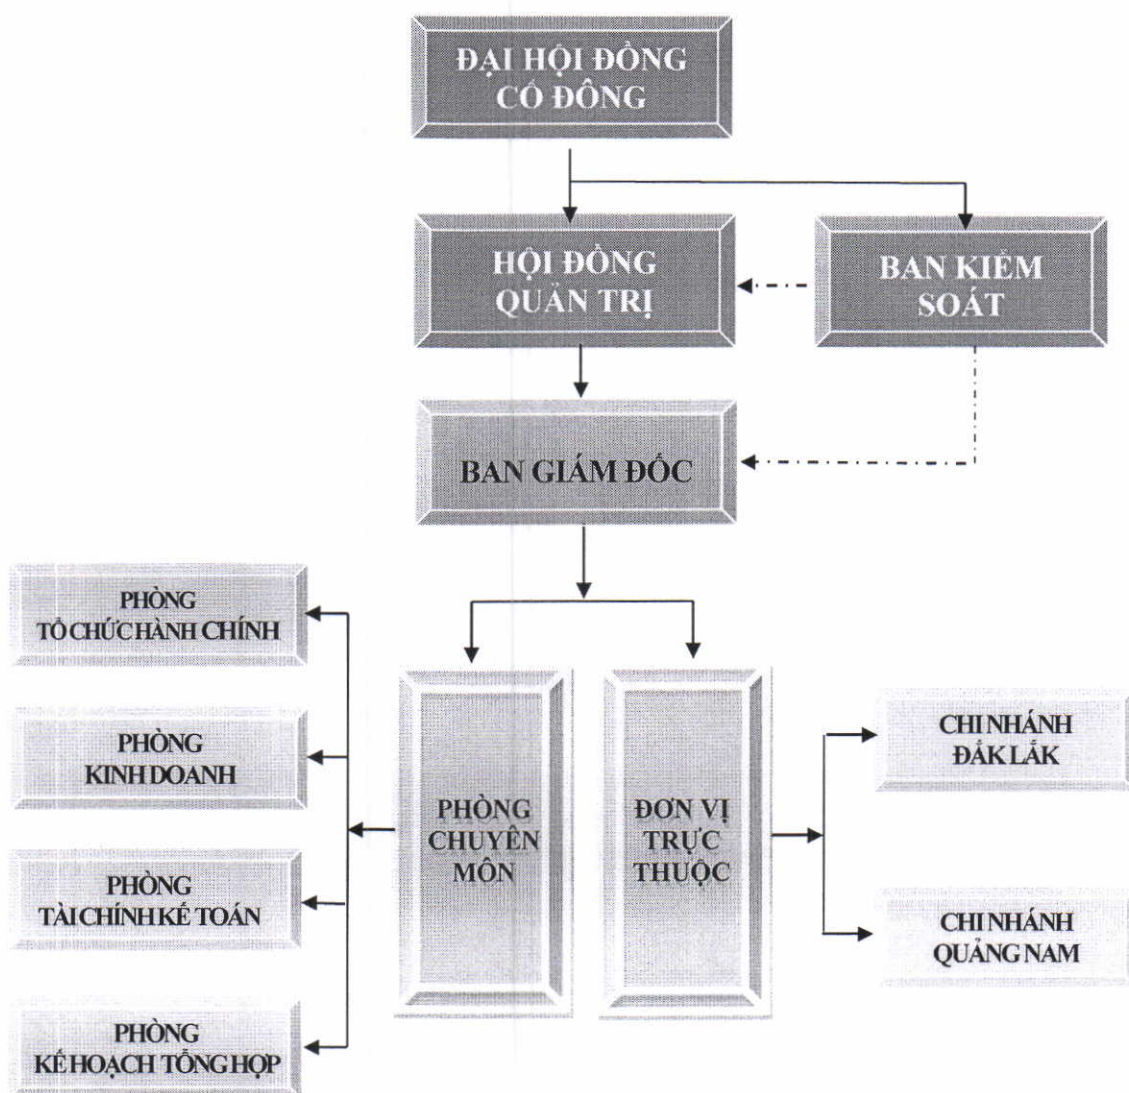 ĐẠI HỘI ĐỒNG
CỔ ĐÔNG
HỘI ĐỒNG
QUẢN TRỊ
BAN KIỂM
SOÁT
BAN GIÁM ĐỐC
PHÒNG
TỔ CHỨC HÀNH CHÍNH
PHÒNG
KINH DOANH
PHÒNG
TÀI CHÍNH KẾ TOÁN
PHÒNG
KẾ HOẠCH TỔNG HỢP
PHÒNG
CHUYÊN
MÔN
ĐƠN VỊ
TRỰC
THUỘC
CHI NHÁNH
ĐẮK LẮK
CHI NHÁNH
QUẢNG NAM